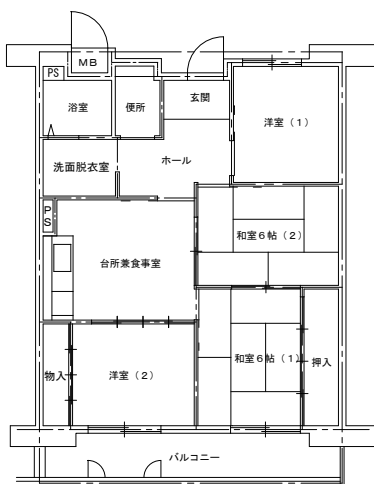 MB
PS
浴室
便所
玄関
洋室（1）
洗面脱衣室
ホール
PS
和室６帖（2）
台所兼食事室
物入
洋室（2）
和室６帖（1）
押入
バルコニー